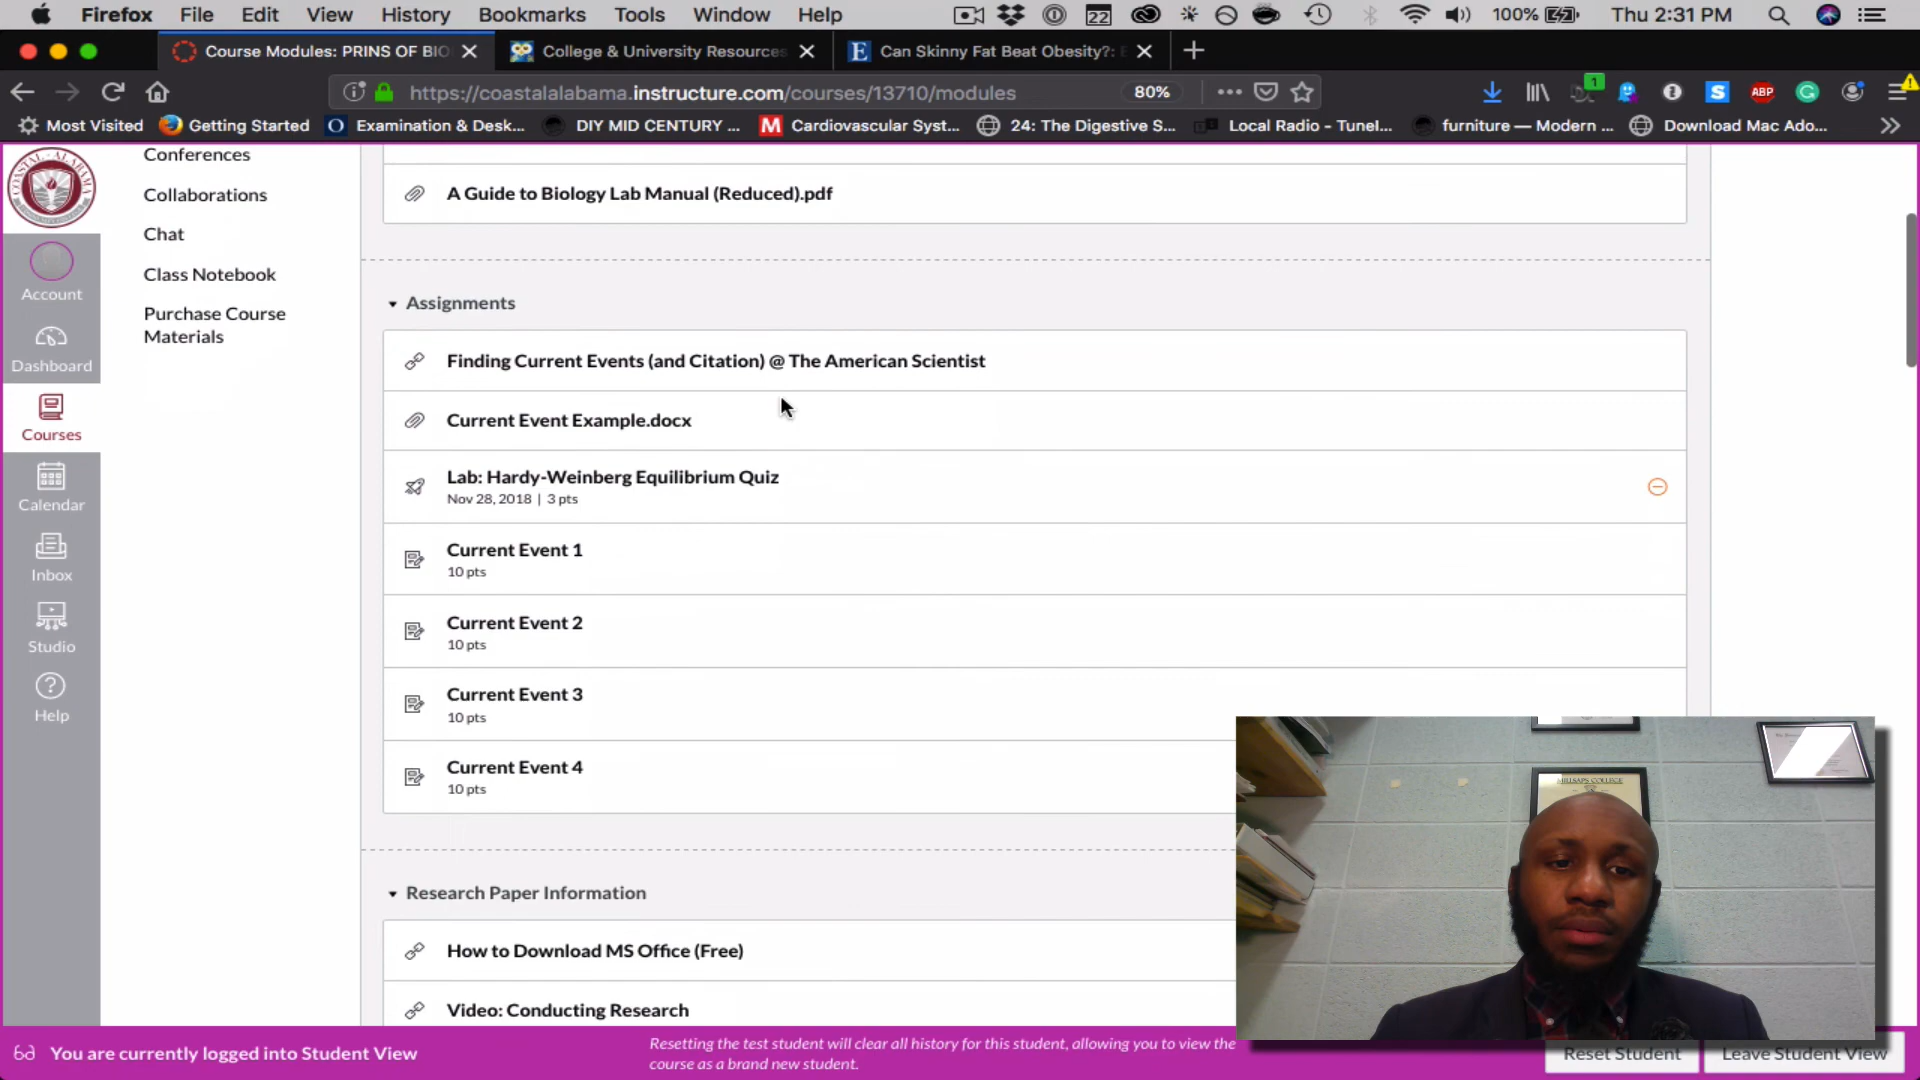 Firefox File Edit View History Bookmarks Tools Window Help 22 100% Thu 2:31 PM
Course Modules: PRINS OF BIO College & University Resources E Can Skinny Fat Beat Obesity?: E
https://coastalalabama.instructure.com/courses/13710/modules 80% 1 S ABP G
Most Visited Getting Started O Examination & Desk... DIY MID CENTURY ... M Cardiovascular Syst... 24: The Digestive S... Local Radio - Tunel... furniture — Modern ... Download Mac Ado...
Conferences
Collaborations
Chat
Class Notebook
Purchase Course
Materials
Account
Dashboard
Courses
Calendar
Inbox
Studio
Help
A Guide to Biology Lab Manual (Reduced).pdf
Assignments
Finding Current Events (and Citation) @ The American Scientist
Current Event Example.docx
Lab: Hardy-Weinberg Equilibrium Quiz
Nov 28, 2018 | 3 pts
Current Event 1
10 pts
Current Event 2
10 pts
Current Event 3
10 pts
Current Event 4
10 pts
Research Paper Information
How to Download MS Office (Free)
Video: Conducting Research
MILLSAPS COLLEGE
You are currently logged into Student View
Resetting the test student will clear all history for this student, allowing you to view the
course as a brand new student.
Reset Student Leave Student View